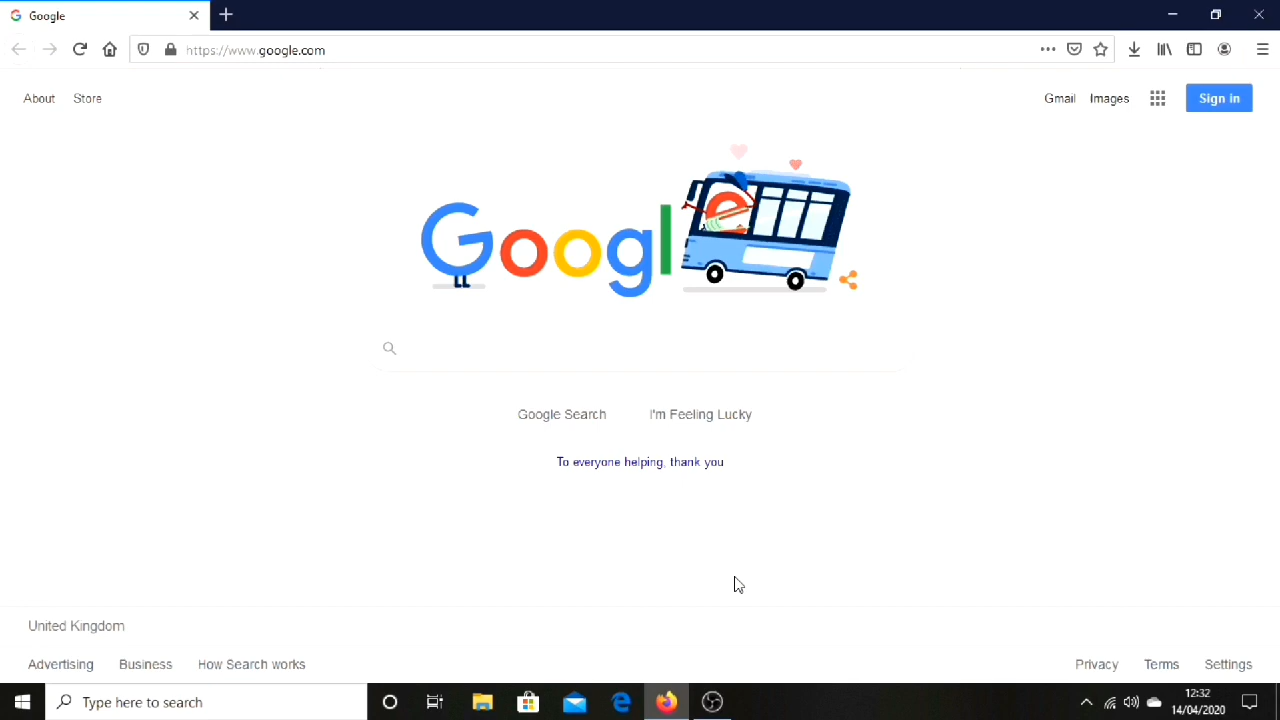 Google
https://www.google.com
About Store
Gmail Images Sign in
Google
Google Search I'm Feeling Lucky
To everyone helping, thank you
United Kingdom
Advertising Business How Search works
Privacy Terms Settings
Type here to search
12:32
14/04/2020